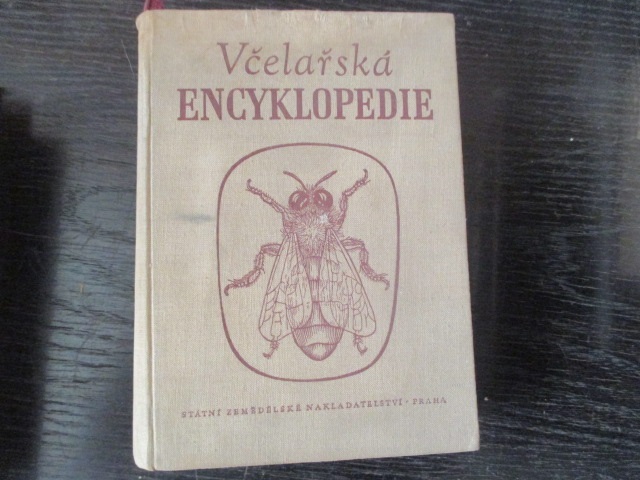 Včelařská
ENCYKLOPEDIE
STÁTNÍ ZEMĚDĚLSKÉ NAKLADATELSTVÍ · PRAHA